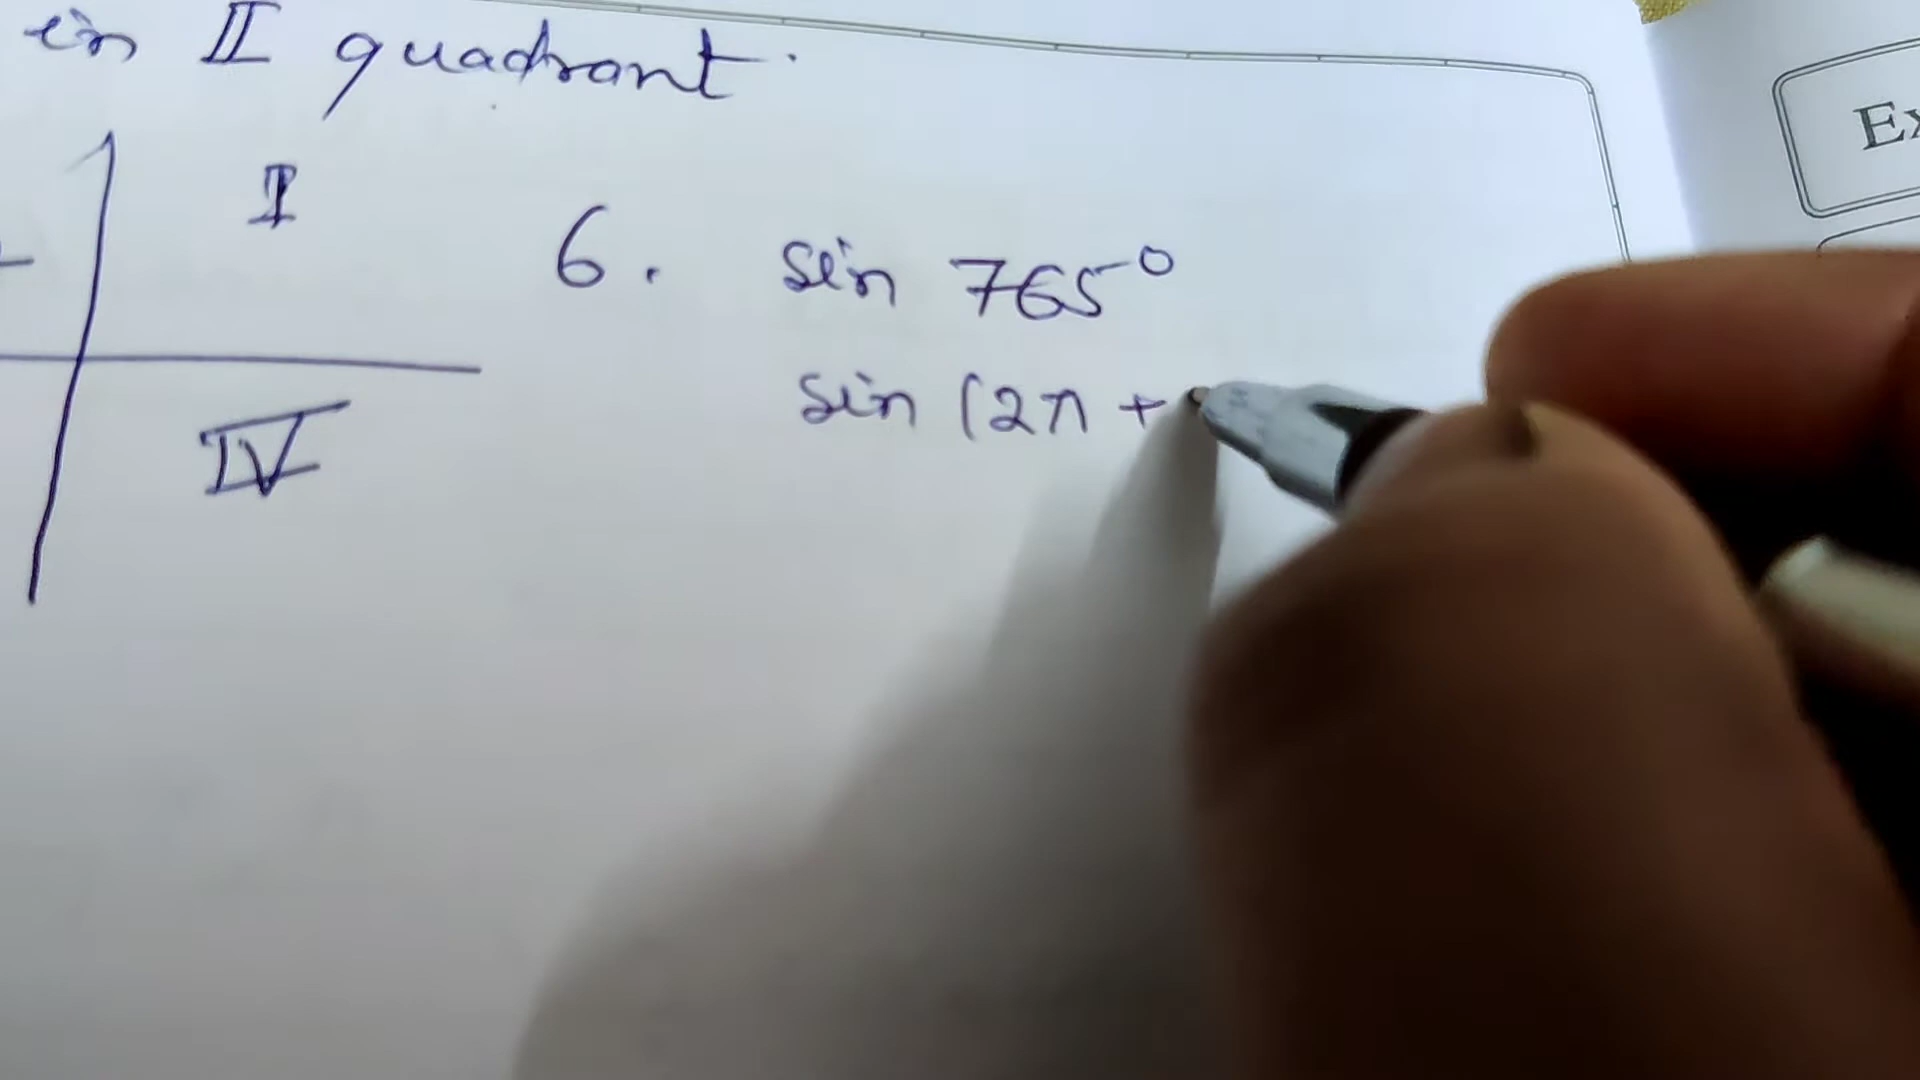 in II quadrant.
I
6. sin 765°
sin (2π +
IV
Ex